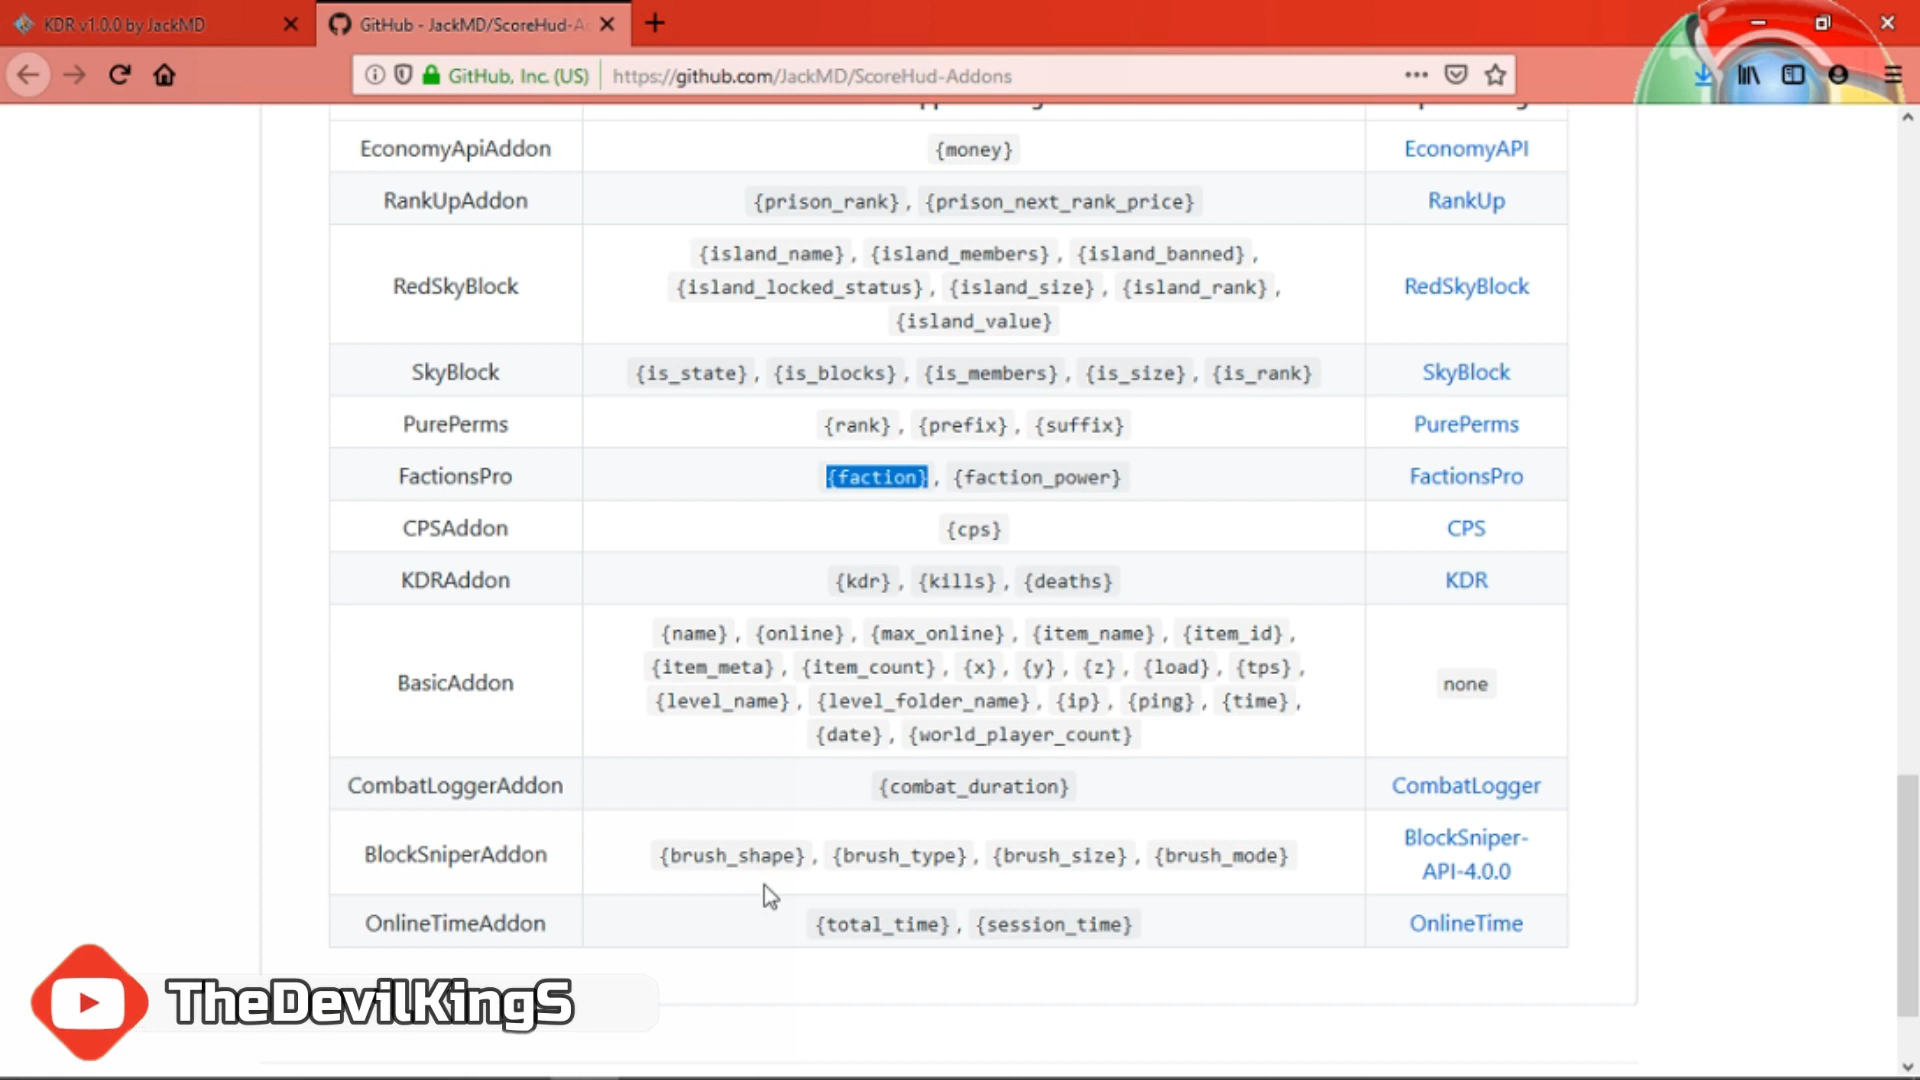 KDR v1.0.0 by JackMD
GitHub - JackMD/ScoreHud-A
GitHub, Inc. (US) https://github.com/JackMD/ScoreHud-Addons
EconomyApiAddon {money} EconomyAPI
RankUpAddon {prison_rank}, {prison_next_rank_price} RankUp
{island_name}, {island_members}, {island_banned},
RedSkyBlock {island_locked_status}, {island_size}, {island_rank}, RedSkyBlock
{island_value}
SkyBlock {is_state}, {is_blocks}, {is_members}, {is_size}, {is_rank} SkyBlock
PurePerms {rank}, {prefix}, {suffix} PurePerms
FactionsPro {faction}, {faction_power} FactionsPro
CPSAddon {cps} CPS
KDRAddon {kdr}, {kills}, {deaths} KDR
{name}, {online}, {max_online}, {item_name}, {item_id},
{item_meta}, {item_count}, {x}, {y}, {z}, {load}, {tps},
BasicAddon none
{level_name}, {level_folder_name}, {ip}, {ping}, {time},
{date}, {world_player_count}
CombatLoggerAddon {combat_duration} CombatLogger
BlockSniperAddon {brush_shape}, {brush_type}, {brush_size}, {brush_mode} BlockSniper-
API-4.0.0
OnlineTimeAddon {total_time}, {session_time} OnlineTime
TheDevilKingS